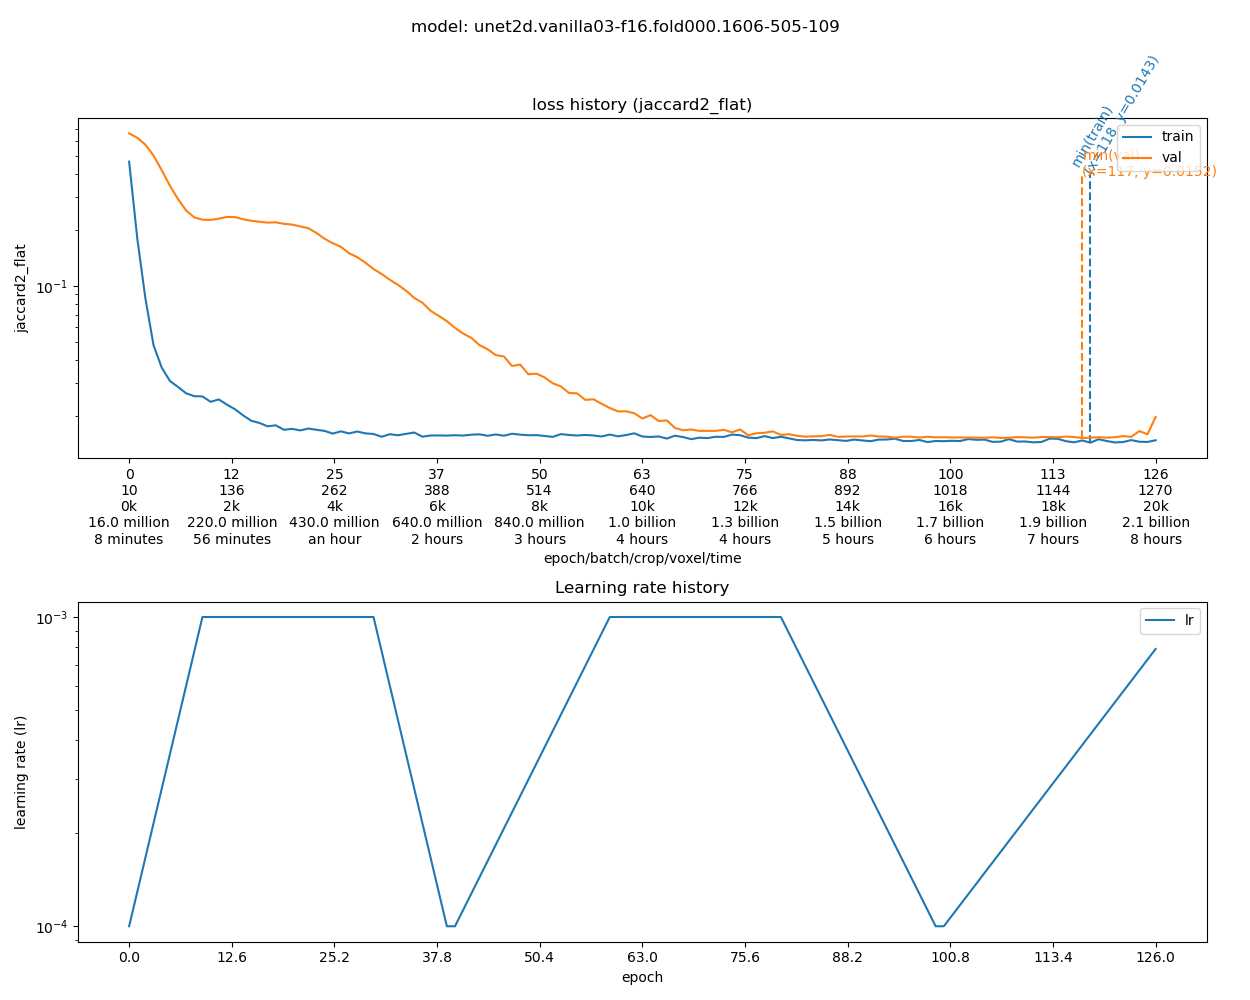 model: unet2d.vanilla03-f16.fold000.1606-505-109
loss history (jaccard2_flat)
min(train)
(x=118, y=0.0143)
min(val)
(x=117, y=0.0152)
train
val
jaccard2_flat
10⁻¹
0 12 25 37 50 63 75 88 100 113 126
10 136 262 388 514 640 766 892 1018 1144 1270
0k 2k 4k 6k 8k 10k 12k 14k 16k 18k 20k
16.0 million 220.0 million 430.0 million 640.0 million 840.0 million 1.0 billion 1.3 billion 1.5 billion 1.7 billion 1.9 billion 2.1 billion
8 minutes 56 minutes an hour 2 hours 3 hours 4 hours 4 hours 5 hours 6 hours 7 hours 8 hours
epoch/batch/crop/voxel/time
Learning rate history
lr
learning rate (lr)
10⁻³
10⁻⁴
0.0 12.6 25.2 37.8 50.4 63.0 75.6 88.2 100.8 113.4 126.0
epoch